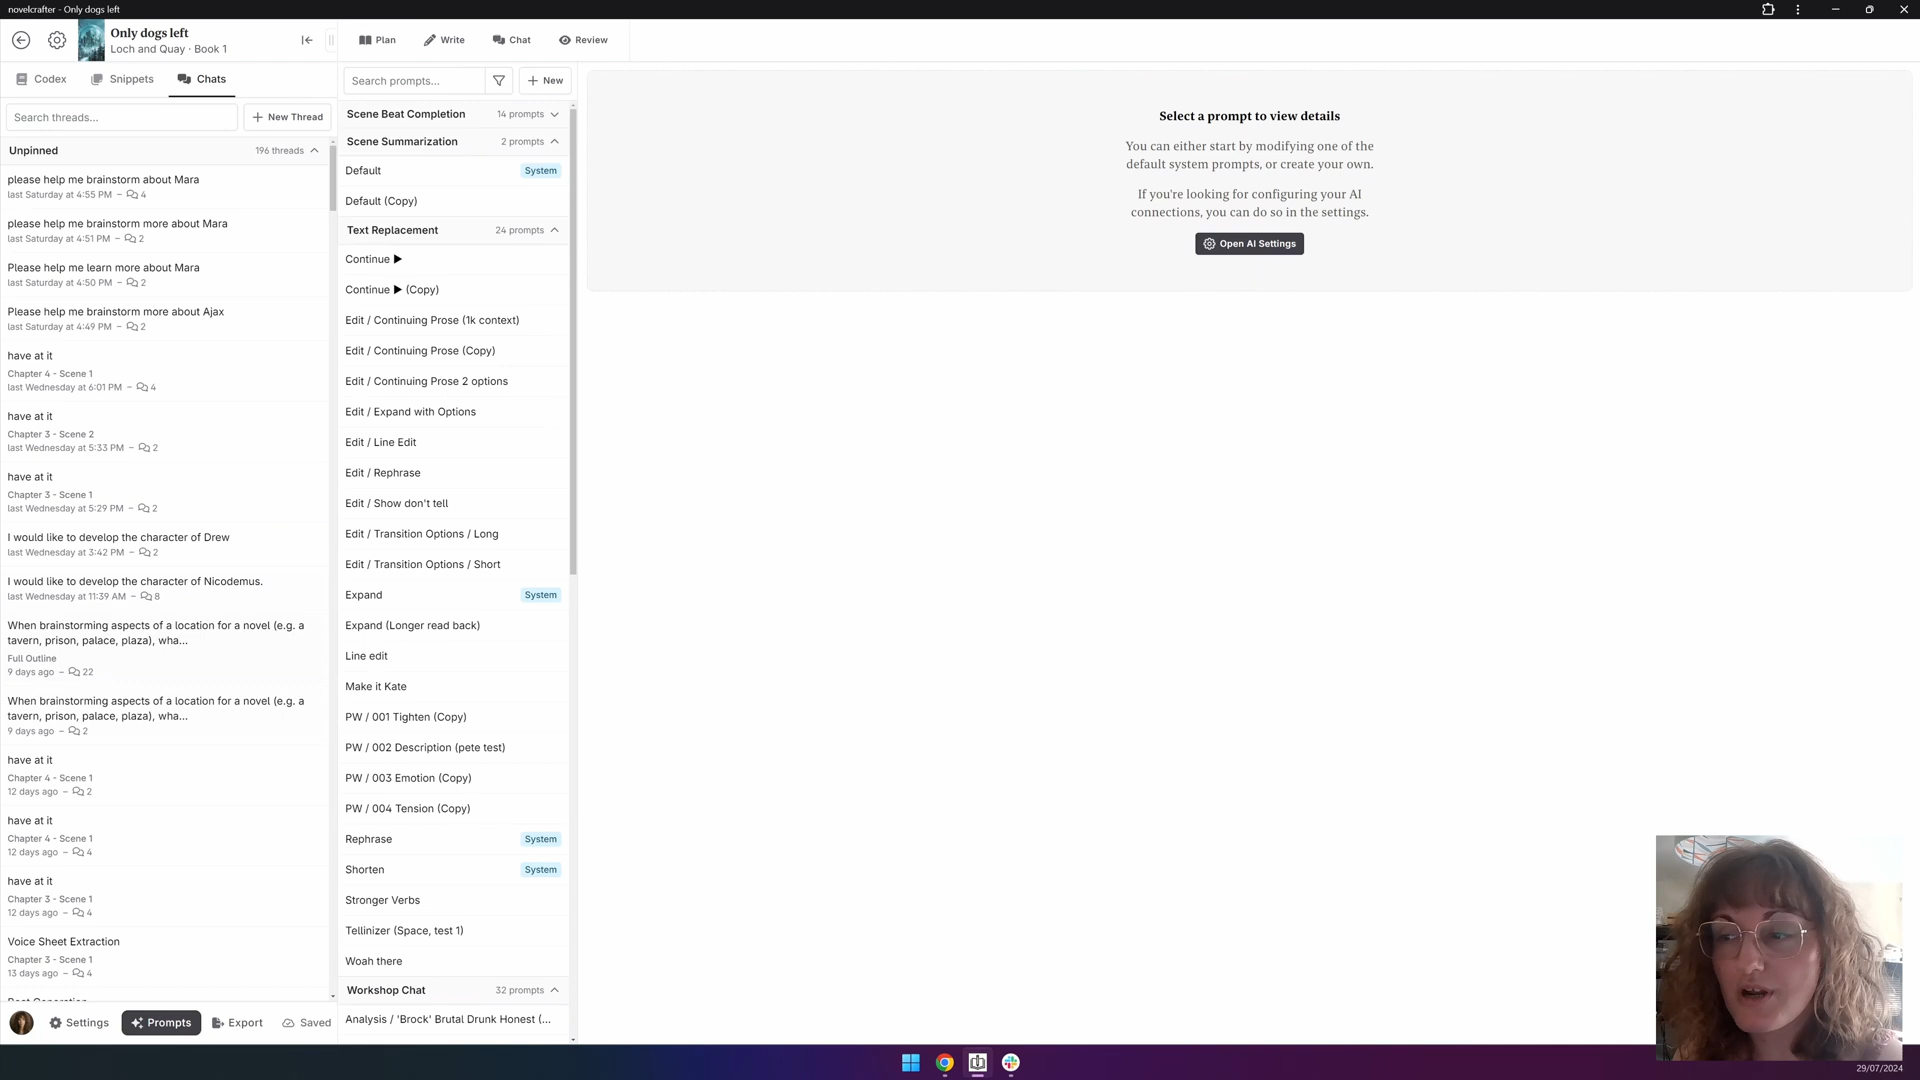 novelcrafter - Only dogs left
Only dogs left
Loch and Quay · Book 1
Plan
Write
Chat
Review
Codex
Snippets
Chats
Search threads...
New Thread
Unpinned
196 threads
please help me brainstorm about Mara
last Saturday at 4:55 PM – 4
please help me brainstorm more about Mara
last Saturday at 4:51 PM – 2
Please help me learn more about Mara
last Saturday at 4:50 PM – 2
Please help me brainstorm more about Ajax
last Saturday at 4:49 PM – 2
have at it
Chapter 4 - Scene 1
last Wednesday at 6:01 PM – 4
have at it
Chapter 3 - Scene 2
last Wednesday at 5:33 PM – 2
have at it
Chapter 3 - Scene 1
last Wednesday at 5:29 PM – 2
I would like to develop the character of Drew
last Wednesday at 3:42 PM – 2
I would like to develop the character of Nicodemus.
last Wednesday at 11:39 AM – 8
When brainstorming aspects of a location for a novel (e.g. a
tavern, prison, palace, plaza), wha...
Full Outline
9 days ago – 22
When brainstorming aspects of a location for a novel (e.g. a
tavern, prison, palace, plaza), wha...
9 days ago – 2
have at it
Chapter 4 - Scene 1
12 days ago – 2
have at it
Chapter 4 - Scene 1
12 days ago – 4
have at it
Chapter 3 - Scene 1
12 days ago – 4
Voice Sheet Extraction
Chapter 3 - Scene 1
13 days ago – 4
Settings
Prompts
Export
Saved
Search prompts...
New
Scene Beat Completion
14 prompts
Scene Summarization
2 prompts
Default
System
Default (Copy)
Text Replacement
24 prompts
Continue ▶
Continue ▶ (Copy)
Edit / Continuing Prose (1k context)
Edit / Continuing Prose (Copy)
Edit / Continuing Prose 2 options
Edit / Expand with Options
Edit / Line Edit
Edit / Rephrase
Edit / Show don't tell
Edit / Transition Options / Long
Edit / Transition Options / Short
Expand
System
Expand (Longer read back)
Line edit
Make it Kate
PW / 001 Tighten (Copy)
PW / 002 Description (pete test)
PW / 003 Emotion (Copy)
PW / 004 Tension (Copy)
Rephrase
System
Shorten
System
Stronger Verbs
Tellinizer (Space, test 1)
Woah there
Workshop Chat
32 prompts
Analysis / 'Brock' Brutal Drunk Honest (...
Select a prompt to view details
You can either start by modifying one of the
default system prompts, or create your own.
If you're looking for configuring your AI
connections, you can do so in the settings.
Open AI Settings
29/07/2024